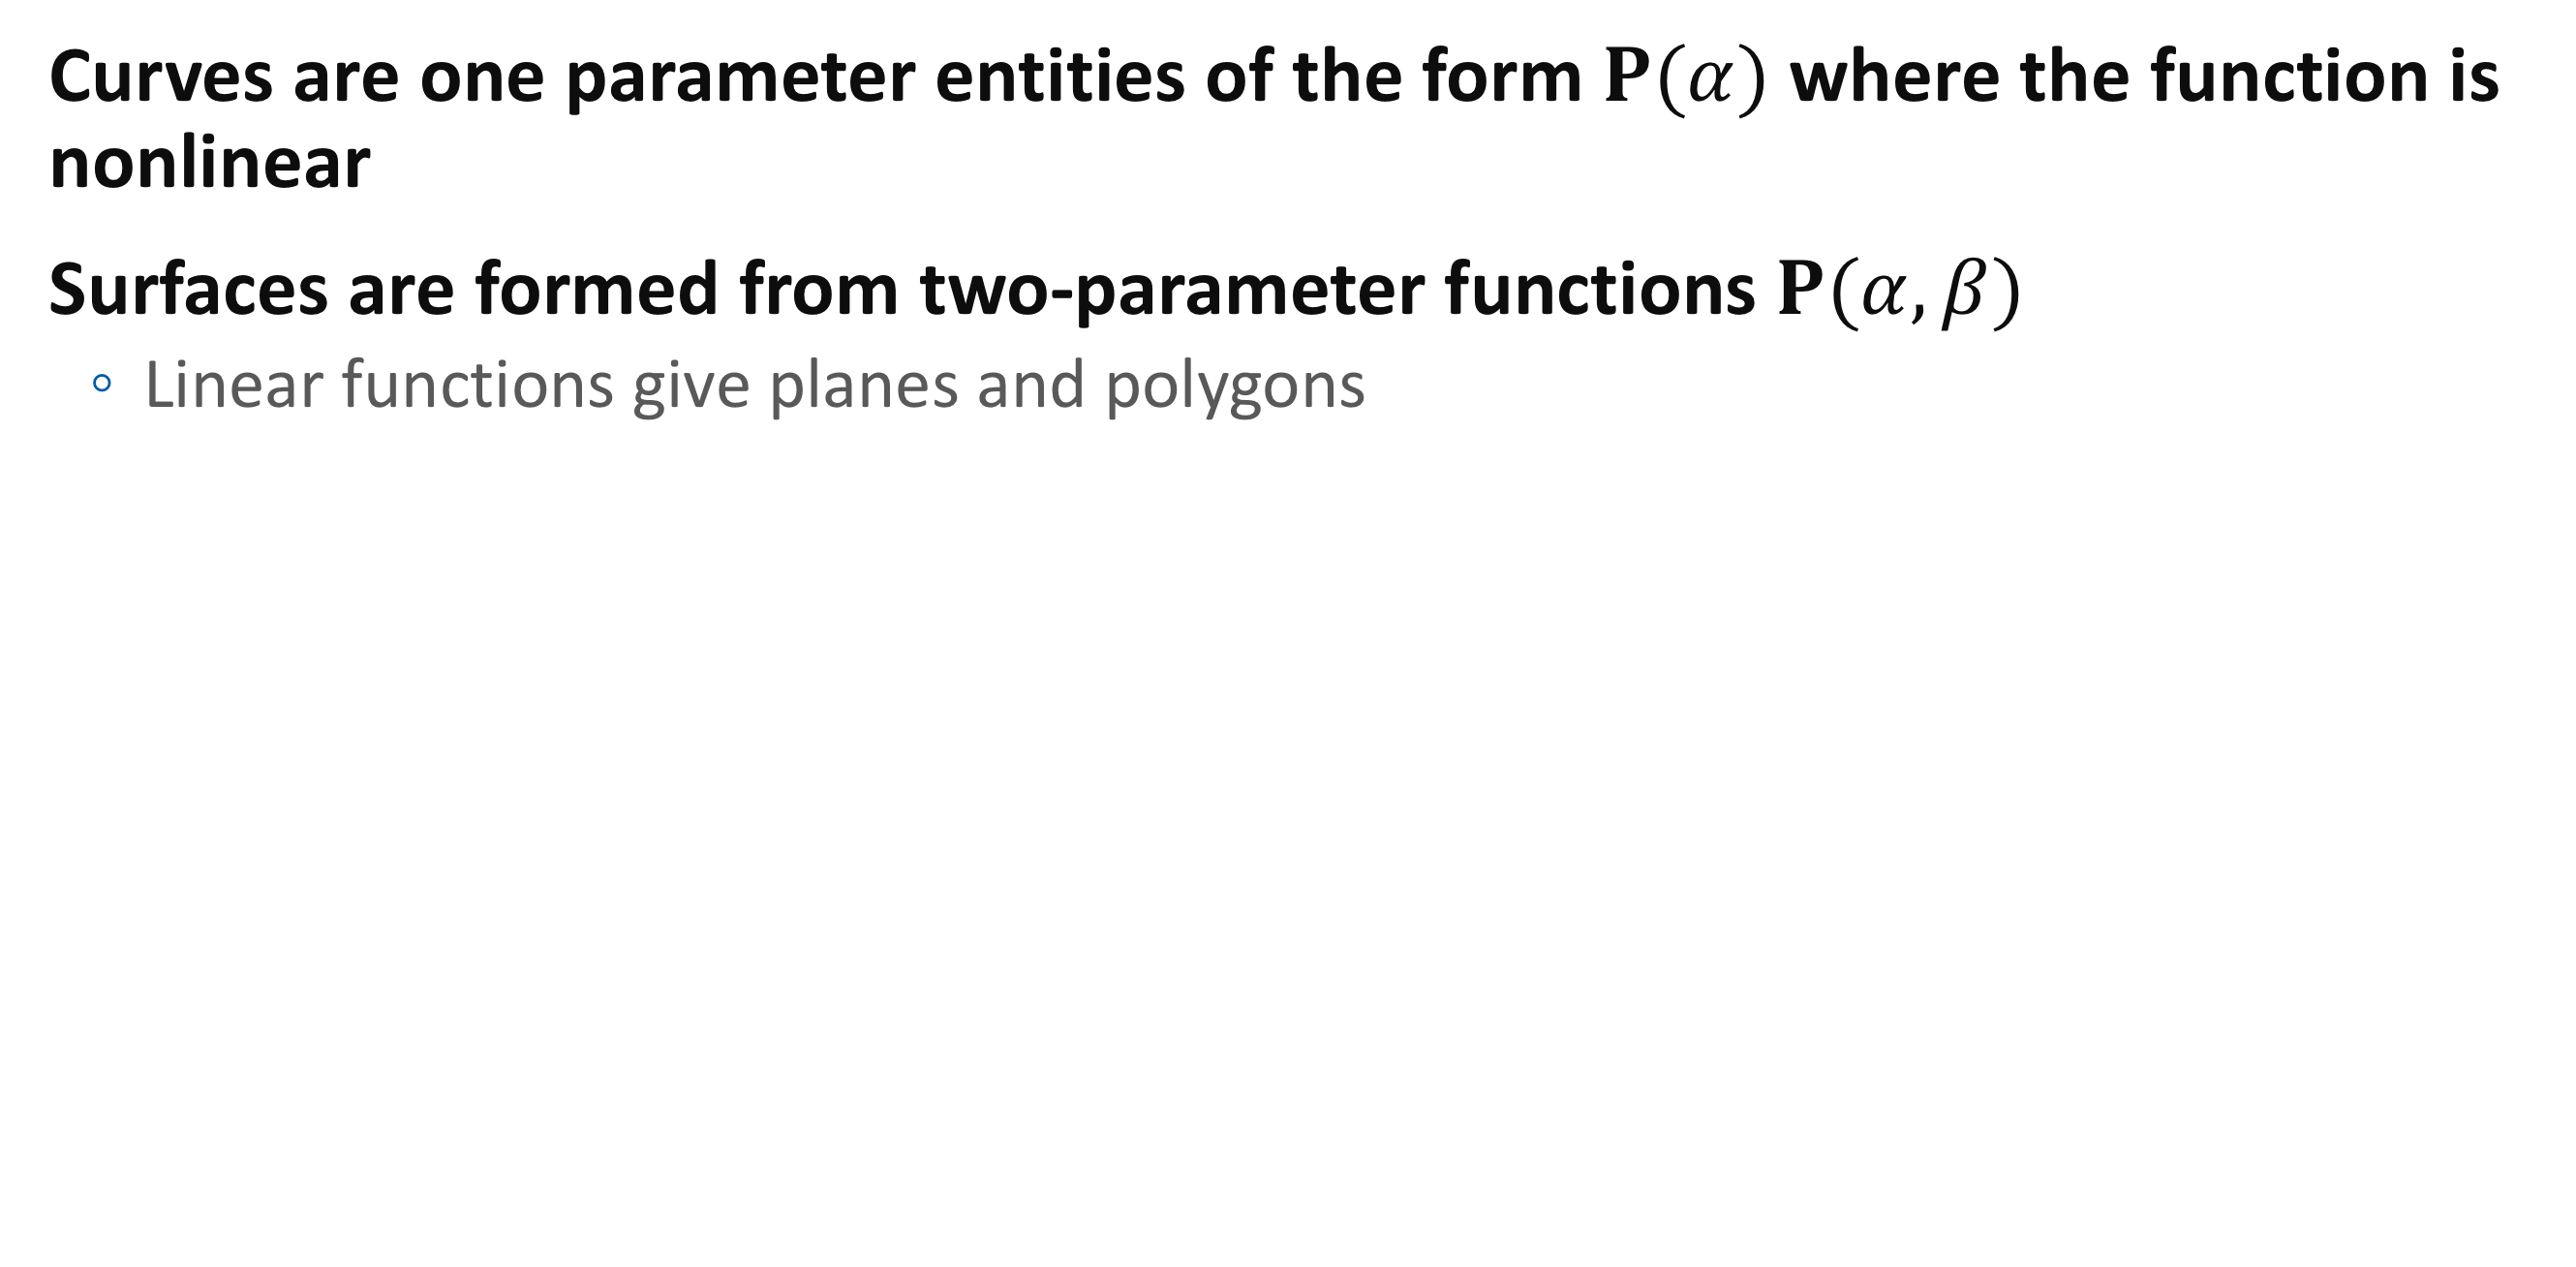 Curves are one parameter entities of the form P(α) where the function is
nonlinear
Surfaces are formed from two-parameter functions P(α, β)
◦ Linear functions give planes and polygons